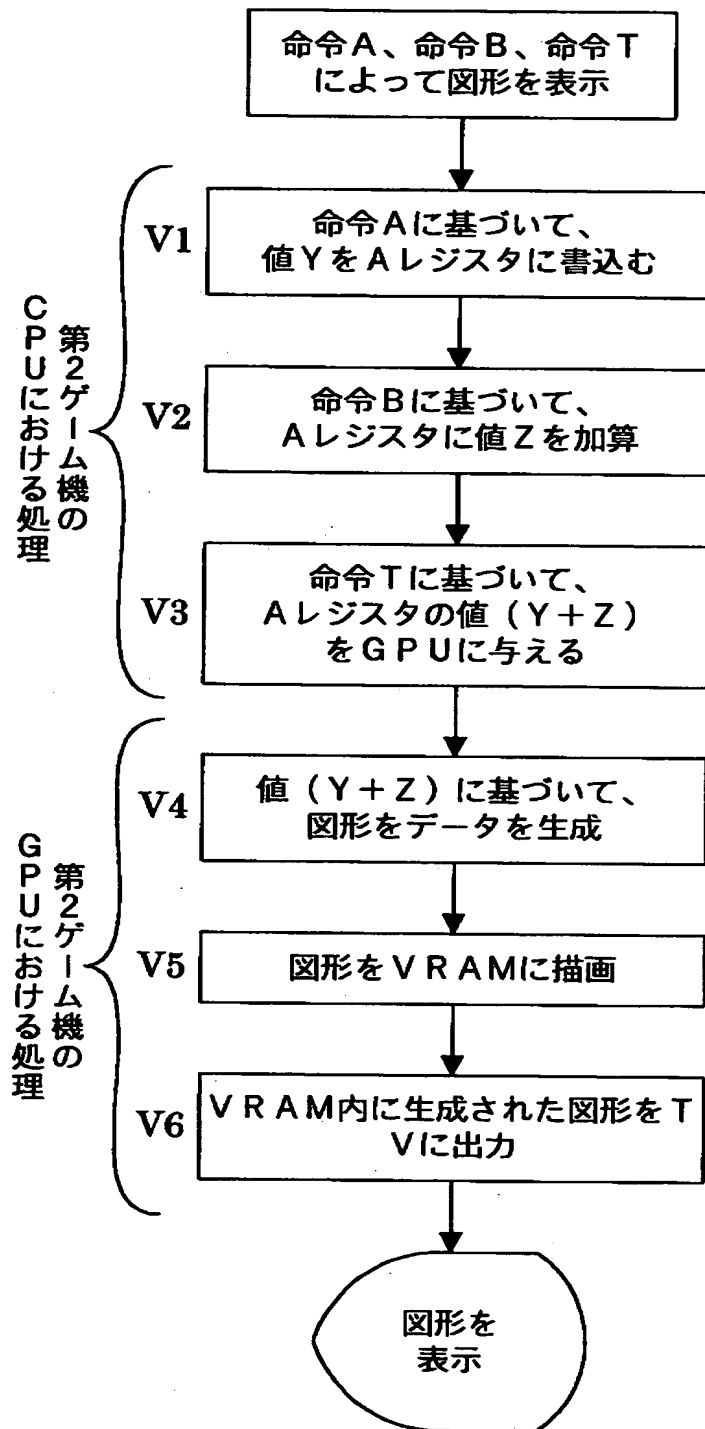 命令A、命令B、命令T
によって図形を表示
第2ゲーム機の
CPUにおける処理
V1
命令Aに基づいて、
値YをAレジスタに書込む
V2
命令Bに基づいて、
Aレジスタに値Zを加算
V3
命令Tに基づいて、
Aレジスタの値(Y+Z)
をGPUに与える
第2ゲーム機の
GPUにおける処理
V4
値(Y+Z)に基づいて、
図形をデータを生成
V5
図形をVRAMに描画
V6
VRAM内に生成された図形をT
Vに出力
図形を
表示